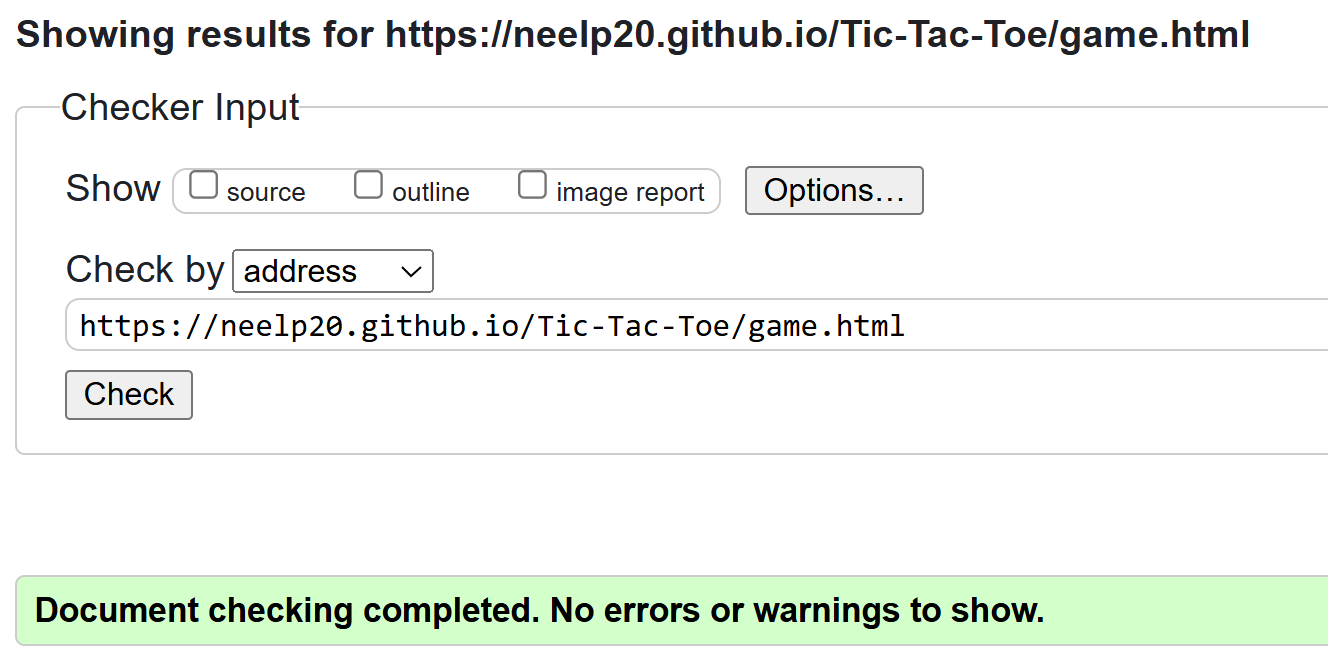 Showing results for https://neelp20.github.io/Tic-Tac-Toe/game.html
Checker Input
Show source outline image report Options…
Check by address
https://neelp20.github.io/Tic-Tac-Toe/game.html
Check
Document checking completed. No errors or warnings to show.